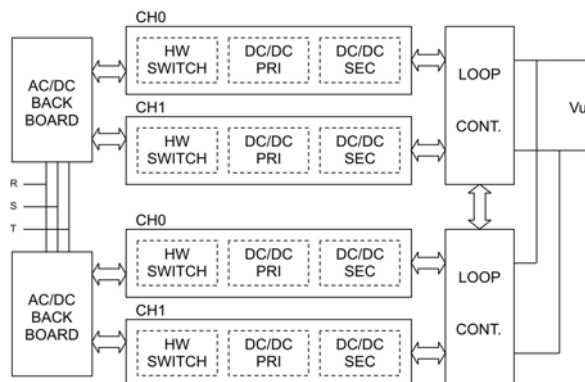 CH0
HW
SWITCH
DC/DC
PRI
DC/DC
SEC
AC/DC
BACK
BOARD
LOOP
CONT.
CH1
HW
SWITCH
DC/DC
PRI
DC/DC
SEC
R
S
T
CH0
HW
SWITCH
DC/DC
PRI
DC/DC
SEC
AC/DC
BACK
BOARD
LOOP
CONT.
CH1
HW
SWITCH
DC/DC
PRI
DC/DC
SEC